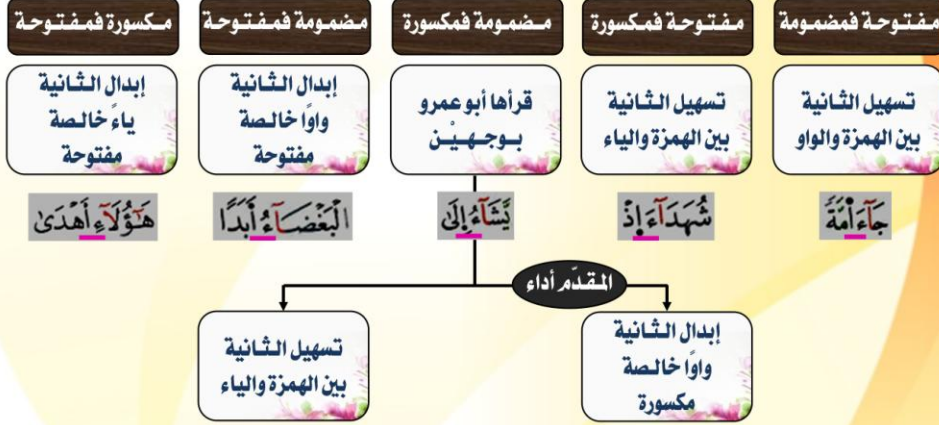 مفتوحة فمضمومة
مفتوحة فمكسورة
مضمومة فمكسورة
مضمومة فمفتوحة
مكسورة فمفتوحة
تسهيل الثانية
بين الهمزة والواو
تسهيل الثانية
بين الهمزة والياء
قرأها أبو عمرو
بوجهيْن
إبدال الثانية
واوًا خالصة
مفتوحة
إبدال الثانية
ياءً خالصة
مفتوحة
جَآءَ أُمَّةٗ
شُهَدَآءَ إِذۡ
يَّشَآءُ إِلَىٰ
الۡبَغۡضَآءُ أَبَدًا
هَٰٓؤُلَآءِ أَهۡدَىٰ
المقدّم أداء
إبدال الثانية
واوًا خالصة
مكسورة
تسهيل الثانية
بين الهمزة والياء